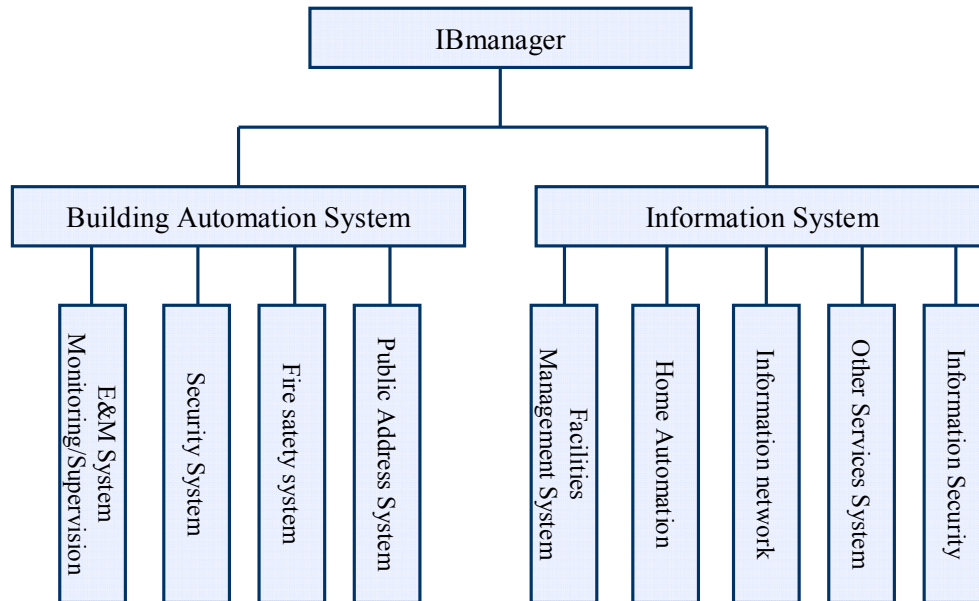 IBmanager
Building Automation System
Information System
E&M System
Monitoring/Supervision
Security System
Fire satety system
Public Address System
Facilities
Management System
Home Automation
Information network
Other Services System
Information Security